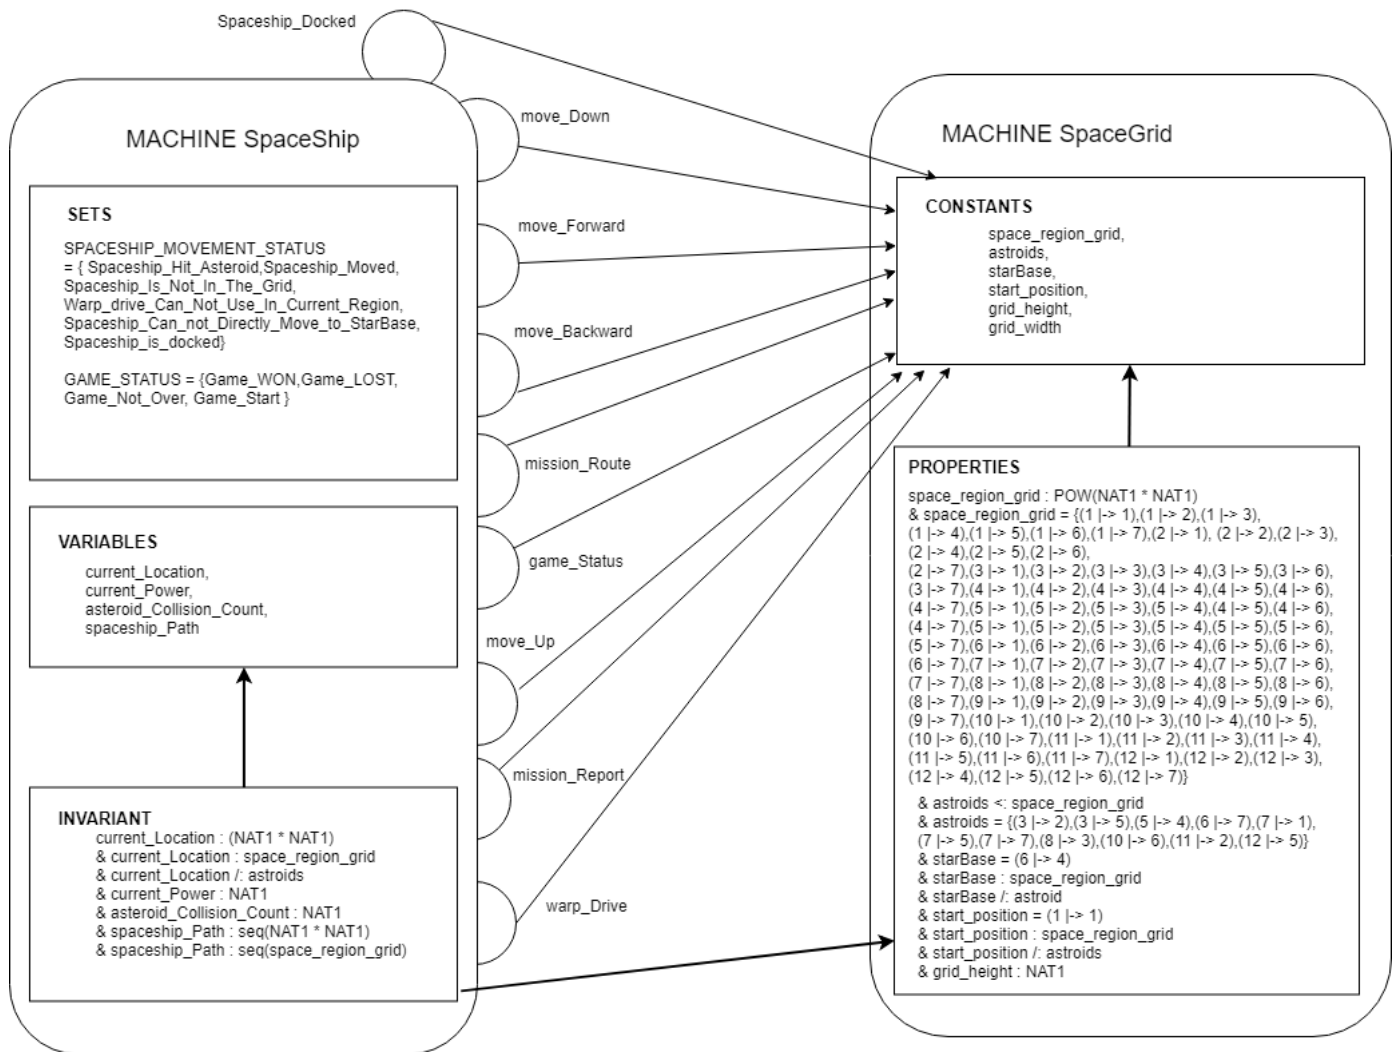 Spaceship_Docked
MACHINE SpaceShip
SETS
SPACESHIP_MOVEMENT_STATUS
= { Spaceship_Hit_Asteroid,Spaceship_Moved,
Spaceship_Is_Not_In_The_Grid,
Warp_drive_Can_Not_Use_In_Current_Region,
Spaceship_Can_not_Directly_Move_to_StarBase,
Spaceship_is_docked}
GAME_STATUS = {Game_WON,Game_LOST,
Game_Not_Over, Game_Start }
VARIABLES
current_Location,
current_Power,
asteroid_Collision_Count,
spaceship_Path
INVARIANT
current_Location : (NAT1 * NAT1)
& current_Location : space_region_grid
& current_Location /: astroids
& current_Power : NAT1
& asteroid_Collision_Count : NAT1
& spaceship_Path : seq(NAT1 * NAT1)
& spaceship_Path : seq(space_region_grid)
move_Down
move_Forward
move_Backward
mission_Route
game_Status
move_Up
mission_Report
warp_Drive
MACHINE SpaceGrid
CONSTANTS
space_region_grid,
astroids,
starBase,
start_position,
grid_height,
grid_width
PROPERTIES
space_region_grid : POW(NAT1 * NAT1)
& space_region_grid = {(1 |-> 1),(1 |-> 2),(1 |-> 3),
(1 |-> 4),(1 |-> 5),(1 |-> 6),(1 |-> 7),(2 |-> 1), (2 |-> 2),(2 |-> 3),
(2 |-> 4),(2 |-> 5),(2 |-> 6),
(2 |-> 7),(3 |-> 1),(3 |-> 2),(3 |-> 3),(3 |-> 4),(3 |-> 5),(3 |-> 6),
(3 |-> 7),(4 |-> 1),(4 |-> 2),(4 |-> 3),(4 |-> 4),(4 |-> 5),(4 |-> 6),
(4 |-> 7),(5 |-> 1),(5 |-> 2),(5 |-> 3),(5 |-> 4),(4 |-> 5),(4 |-> 6),
(4 |-> 7),(5 |-> 1),(5 |-> 2),(5 |-> 3),(5 |-> 4),(5 |-> 5),(5 |-> 6),
(5 |-> 7),(6 |-> 1),(6 |-> 2),(6 |-> 3),(6 |-> 4),(6 |-> 5),(6 |-> 6),
(6 |-> 7),(7 |-> 1),(7 |-> 2),(7 |-> 3),(7 |-> 4),(7 |-> 5),(7 |-> 6),
(7 |-> 7),(8 |-> 1),(8 |-> 2),(8 |-> 3),(8 |-> 4),(8 |-> 5),(8 |-> 6),
(8 |-> 7),(9 |-> 1),(9 |-> 2),(9 |-> 3),(9 |-> 4),(9 |-> 5),(9 |-> 6),
(9 |-> 7),(10 |-> 1),(10 |-> 2),(10 |-> 3),(10 |-> 4),(10 |-> 5),
(10 |-> 6),(10 |-> 7),(11 |-> 1),(11 |-> 2),(11 |-> 3),(11 |-> 4),
(11 |-> 5),(11 |-> 6),(11 |-> 7),(12 |-> 1),(12 |-> 2),(12 |-> 3),
(12 |-> 4),(12 |-> 5),(12 |-> 6),(12 |-> 7)}
& astroids <: space_region_grid
& astroids = {(3 |-> 2),(3 |-> 5),(5 |-> 4),(6 |-> 7),(7 |-> 1),
(7 |-> 5),(7 |-> 7),(8 |-> 3),(10 |-> 6),(11 |-> 2),(12 |-> 5)}
& starBase = (6 |-> 4)
& starBase : space_region_grid
& starBase /: astroid
& start_position = (1 |-> 1)
& start_position : space_region_grid
& start_position /: astroids
& grid_height : NAT1